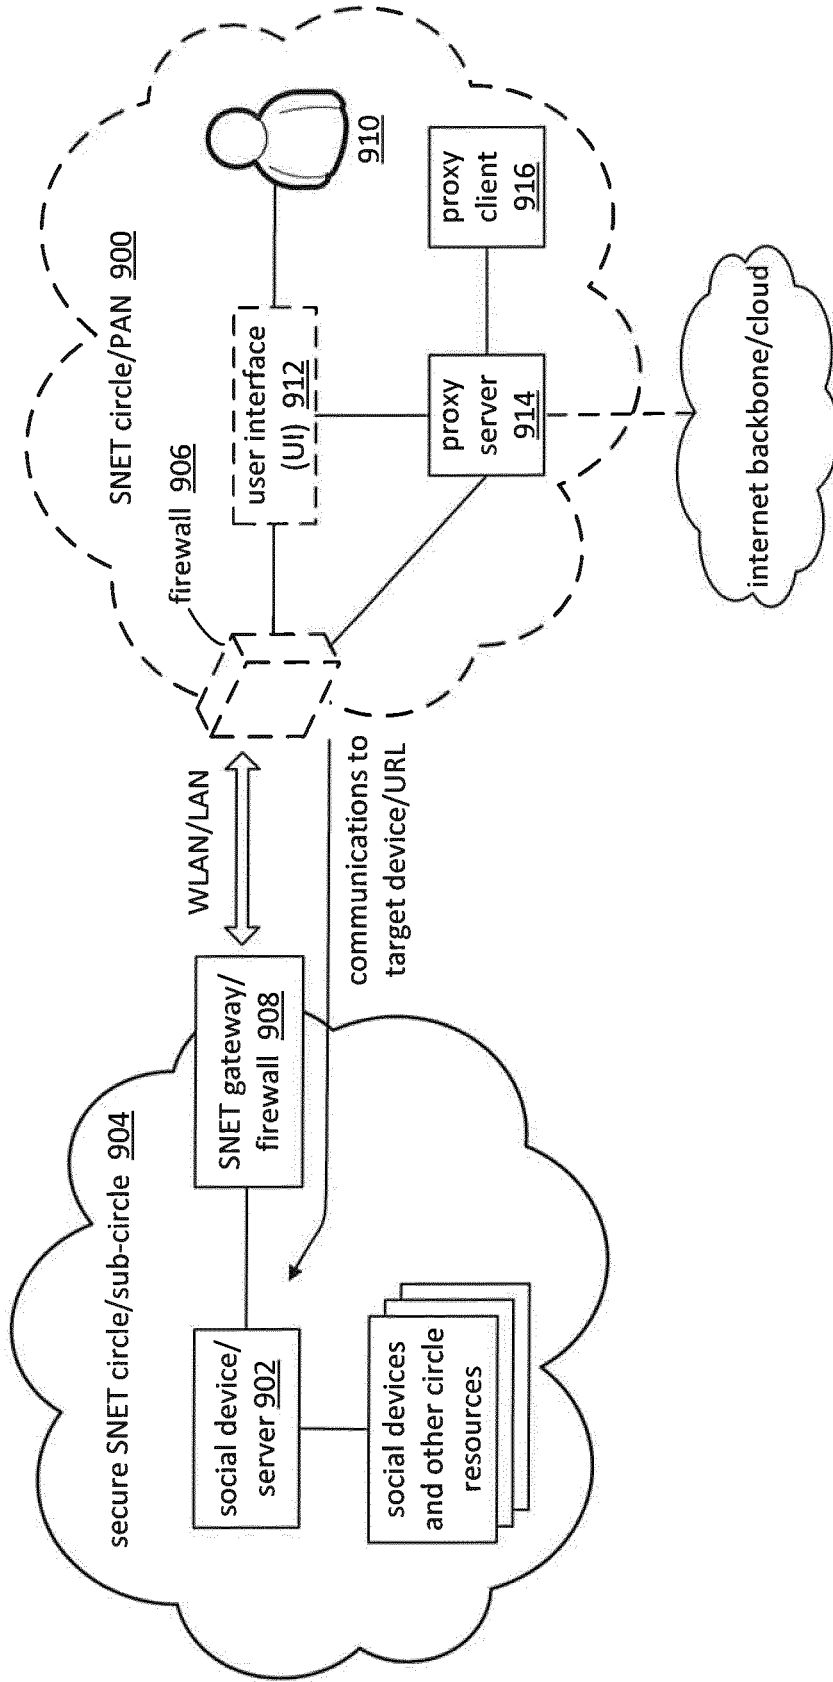 secure SNET circle/sub-circle 904
social device/
server 902
social devices
and other circle
resources
SNET gateway/
firewall 908
WLAN/LAN
communications to
target device/URL
SNET circle/PAN 900
firewall 906
user interface
(UI) 912
910
proxy
server
914
proxy
client
916
internet backbone/cloud